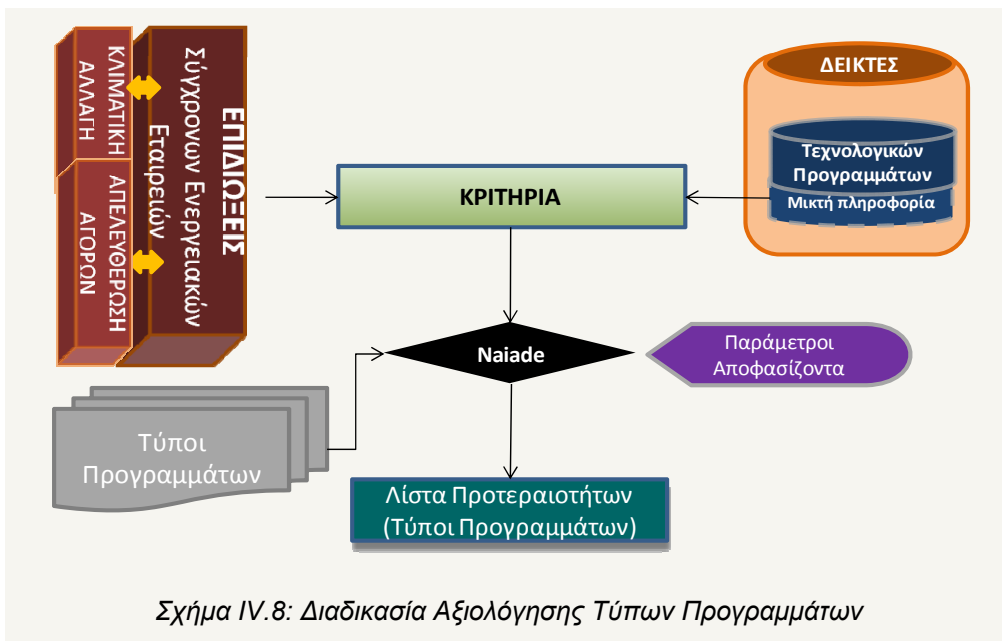 ΚΛΙΜΑΤΙΚΗ
ΑΛΛΑΓΗ
ΑΠΕΛΕΥΘΕΡΩΣΗ
ΑΓΟΡΩΝ
ΕΠΙΔΙΩΞΕΙΣ
Σύγχρονων Ενεργειακών
Εταιρειών
ΔΕΙΚΤΕΣ
Τεχνολογικών
Προγραμμάτων
Μικτή πληροφορία
ΚΡΙΤΗΡΙΑ
Naiade
Παράμετροι
Αποφασίζοντα
Τύποι
Προγραμμάτων
Λίστα Προτεραιοτήτων
(Τύποι Προγραμμάτων)
Σχήμα IV.8: Διαδικασία Αξιολόγησης Τύπων Προγραμμάτων